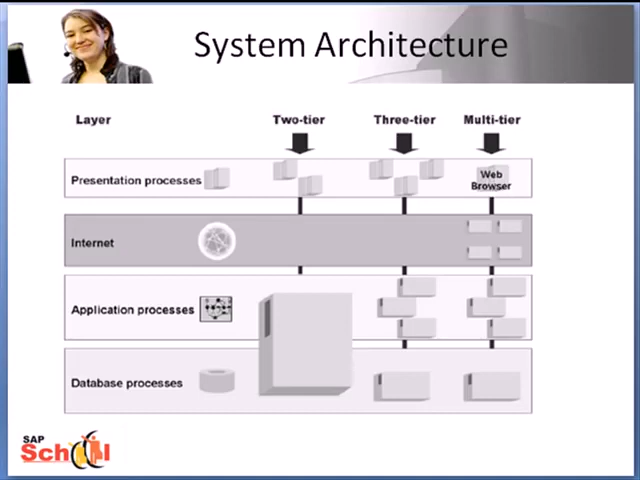 System Architecture
Layer Two-tier Three-tier Multi-tier
Presentation processes
Web
Browser
Internet
Application processes
Database processes
SAP
School